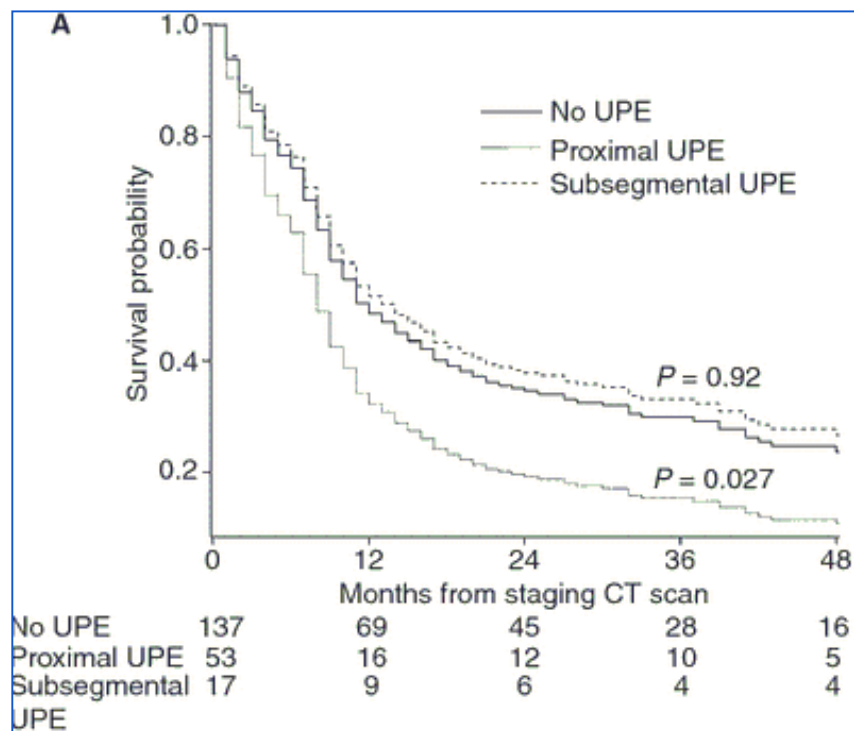 A
1.0
0.8
0.6
0.4
0.2
Survival probability
No UPE
Proximal UPE
Subsegmental UPE
P = 0.92
P = 0.027
0 12 24 36 48
Months from staging CT scan
No UPE 137 69 45 28 16
Proximal UPE 53 16 12 10 5
Subsegmental 17 9 6 4 4
UPE